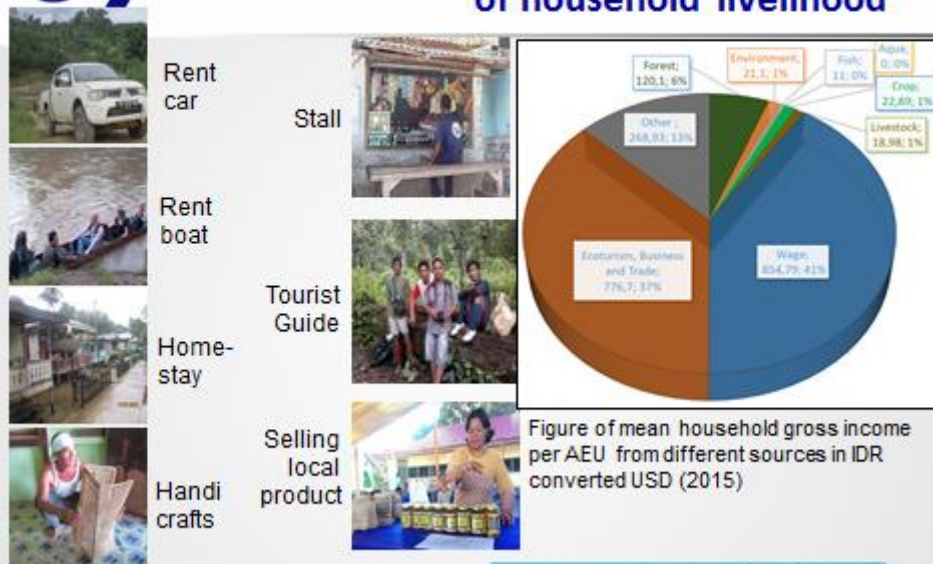 of household livelihood
Rent
car
Rent
boat
Home-
stay
Handi
crafts
Stall
Tourist
Guide
Selling
local
product
Forest;
120,1; 6%
Environment;
21,1; 1%
Fish;
11; 0%
Aqua;
0; 0%
Crop;
22,89; 1%
Livestock;
18,98; 1%
Other ;
268,93; 13%
Ecoturism, Business
and Trade;
776,7; 37%
Wage;
854,79; 41%
Figure of mean household gross income
per AEU from different sources in IDR
converted USD (2015)